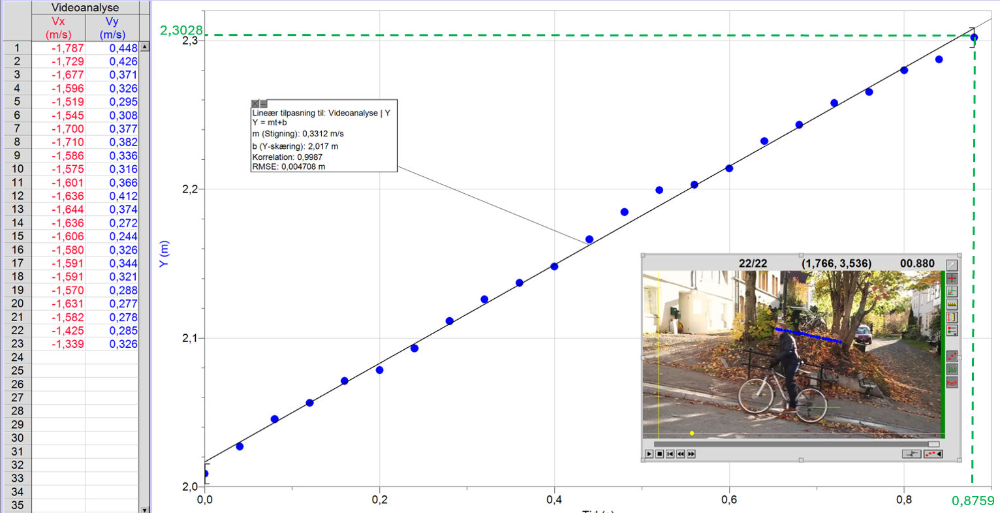 Videoanalyse
Vx Vy
(m/s) (m/s)
1 -1,787 0,448
2 -1,729 0,426
3 -1,677 0,371
4 -1,596 0,326
5 -1,519 0,295
6 -1,545 0,308
7 -1,700 0,377
8 -1,710 0,382
9 -1,586 0,336
10 -1,575 0,316
11 -1,601 0,366
12 -1,636 0,412
13 -1,644 0,374
14 -1,636 0,272
15 -1,606 0,244
16 -1,580 0,326
17 -1,591 0,344
18 -1,591 0,321
19 -1,570 0,288
20 -1,631 0,277
21 -1,582 0,278
22 -1,425 0,285
23 -1,339 0,326
24
25
26
27
28
29
30
31
32
33
34
35
2,3028
2,3
2,2
2,1
2,0
Y (m)
Lineær tilpasning til: Videoanalyse | Y
Y = mt+b
m (Stigning): 0,3312 m/s
b (Y-skæring): 2,017 m
Korrelation: 0,9987
RMSE: 0,004708 m
22/22 (1,766, 3,536) 00.880
0,0 0,2 0,4 0,6 0,8 0,8759